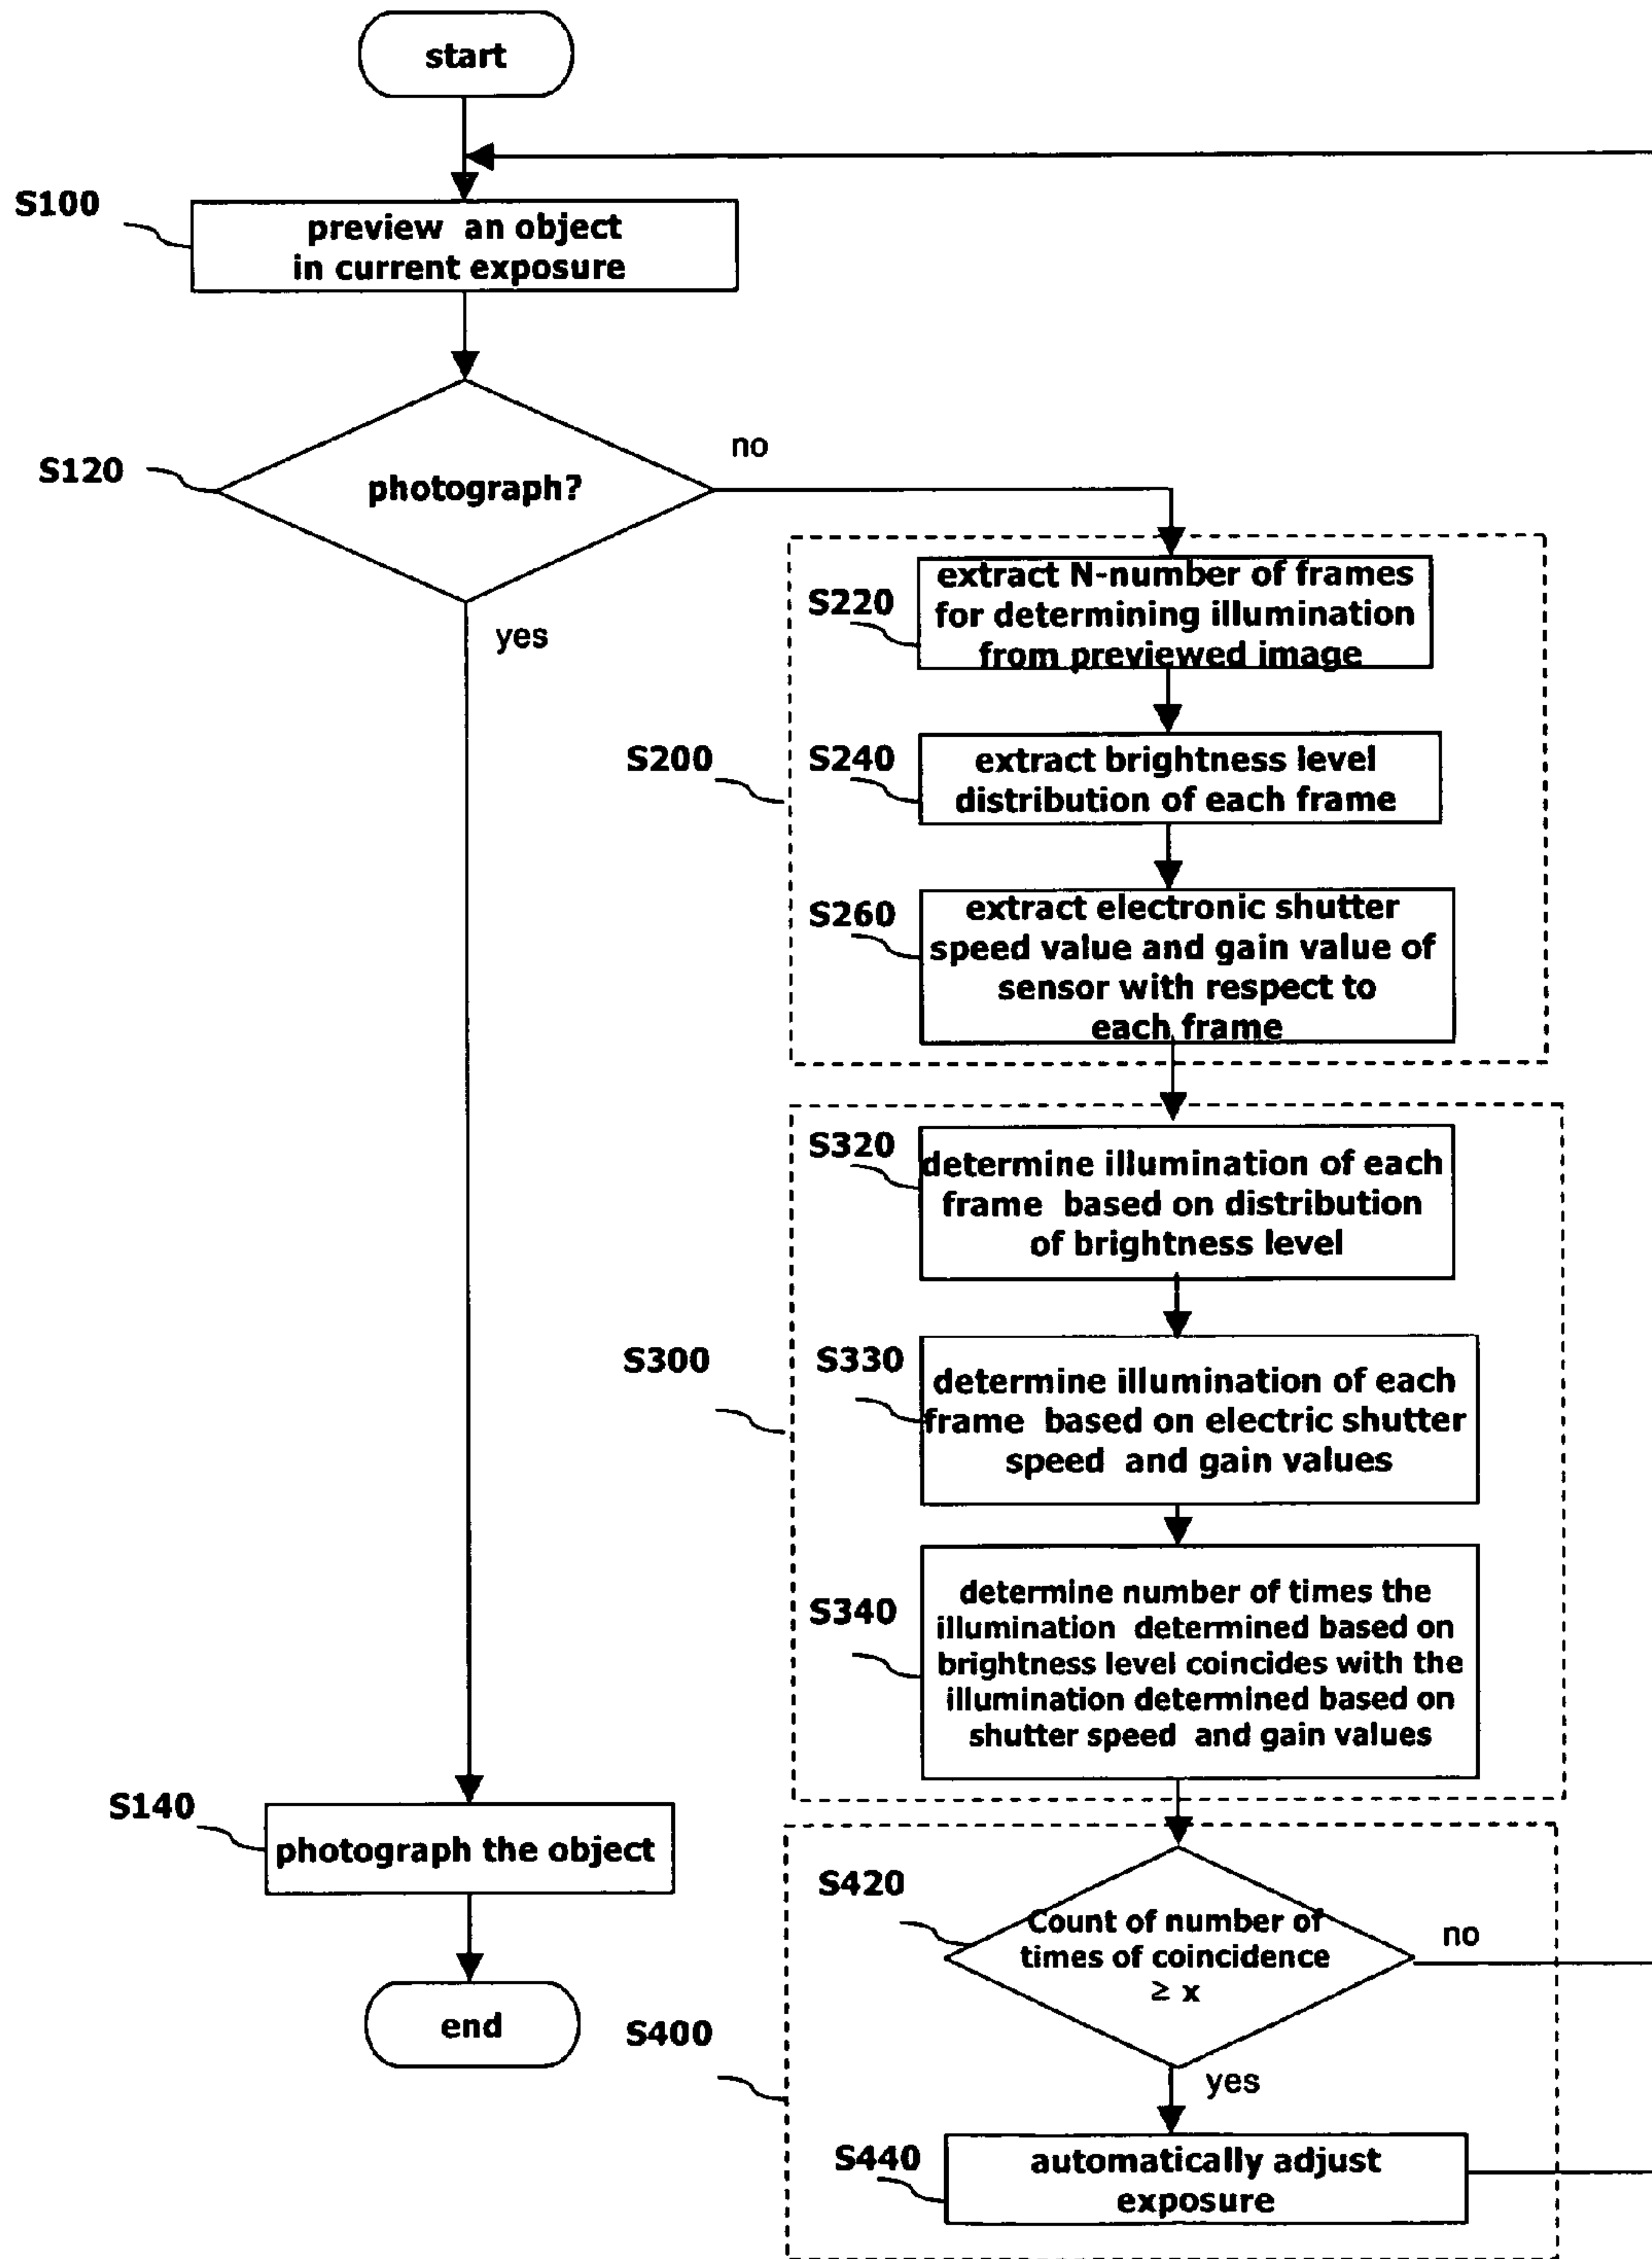 start
S100
preview an object
in current exposure
S120
photograph?
no
yes
S220
extract N-number of frames
for determining illumination
from previewed image
S200
S240
extract brightness level
distribution of each frame
S260
extract electronic shutter
speed value and gain value of
sensor with respect to
each frame
S320
determine illumination of each
frame based on distribution
of brightness level
S300
S330
determine illumination of each
frame based on electric shutter
speed and gain values
S340
determine number of times the
illumination determined based on
brightness level coincides with the
illumination determined based on
shutter speed and gain values
S140
photograph the object
end
S420
Count of number of
times of coincidence
≥ x
no
S400
yes
S440
automatically adjust
exposure